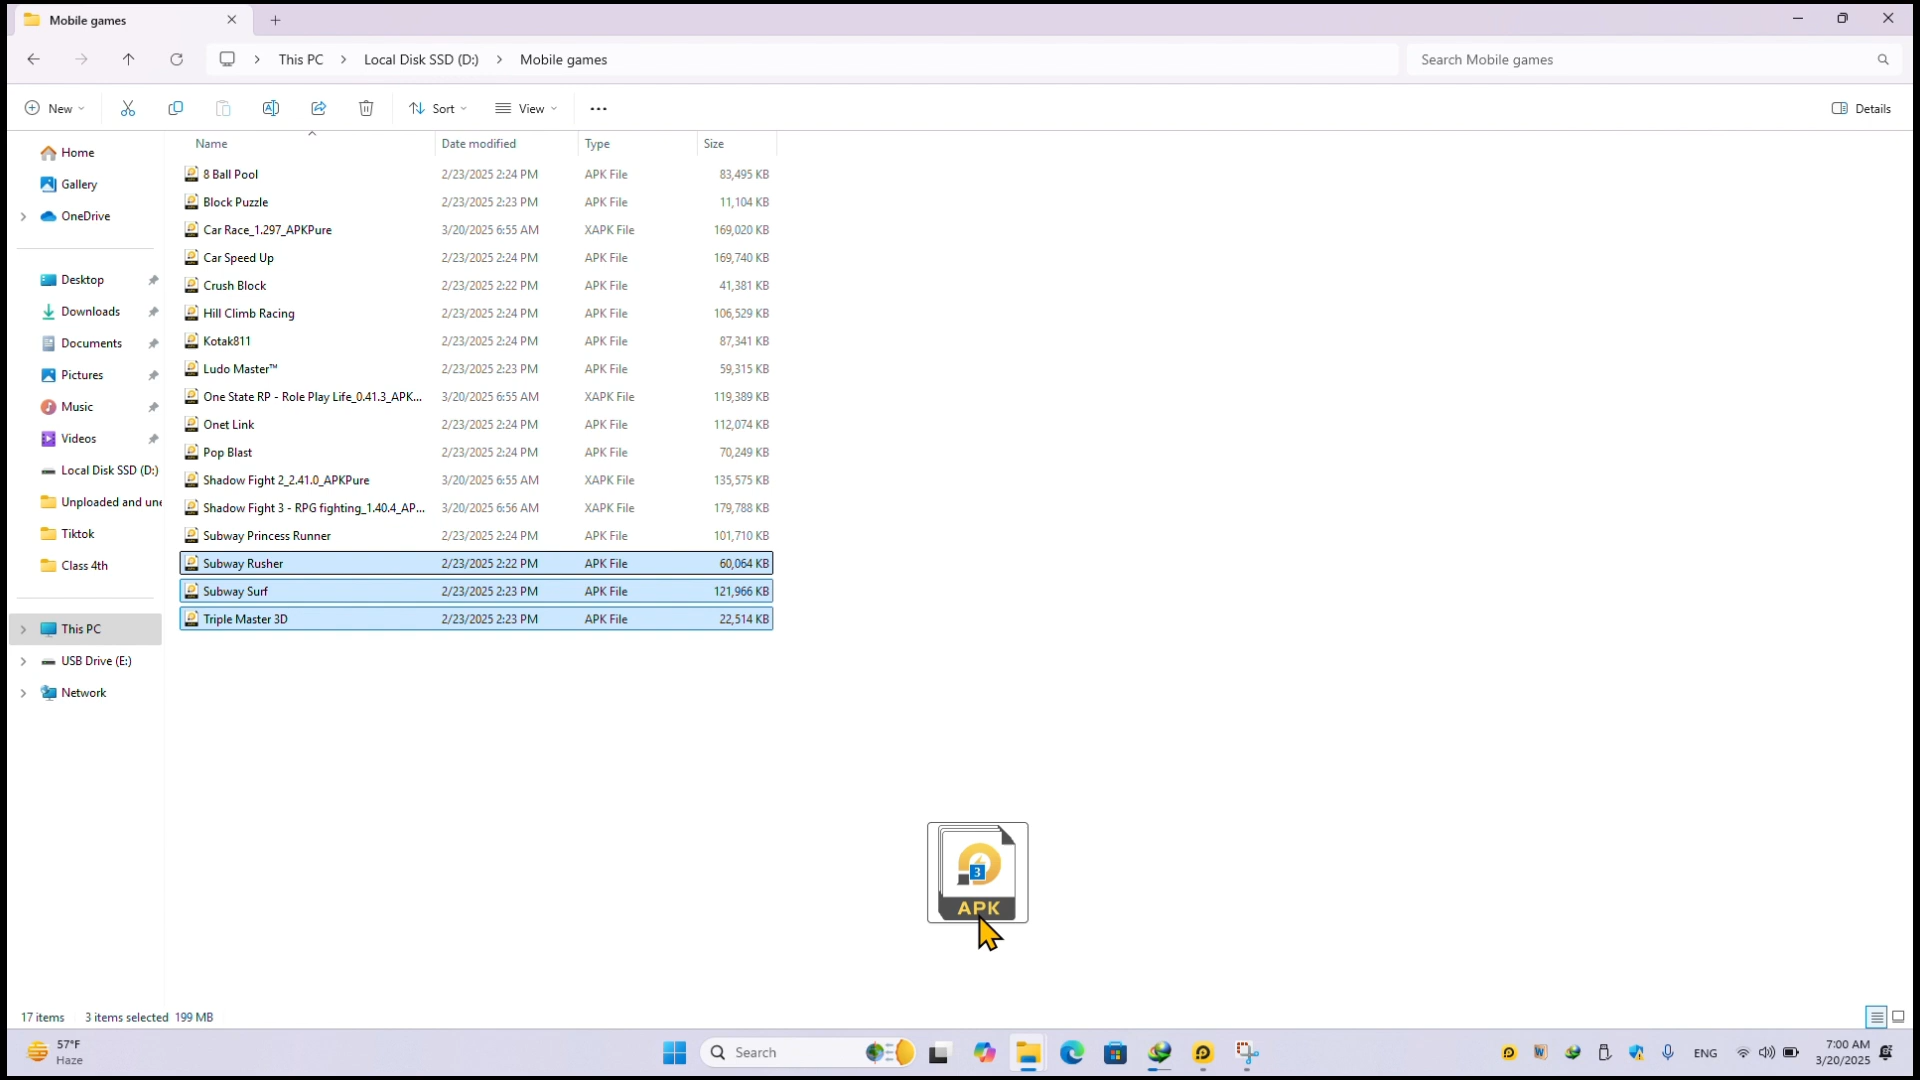 Mobile games
This PC > Local Disk SSD (D:) > Mobile games
Search Mobile games
New
Sort
View
Details
Name Date modified Type Size
8 Ball Pool 2/23/2025 2:24 PM APK File 83,495 KB
Block Puzzle 2/23/2025 2:23 PM APK File 11,104 KB
Car Race_1.297_APKPure 3/20/2025 6:55 AM XAPK File 169,020 KB
Car Speed Up 2/23/2025 2:24 PM APK File 169,740 KB
Crush Block 2/23/2025 2:22 PM APK File 41,381 KB
Hill Climb Racing 2/23/2025 2:24 PM APK File 106,529 KB
Kotak811 2/23/2025 2:24 PM APK File 87,341 KB
Ludo Master™ 2/23/2025 2:23 PM APK File 59,315 KB
One State RP - Role Play Life_0.41.3_APK... 3/20/2025 6:55 AM XAPK File 119,389 KB
Onet Link 2/23/2025 2:24 PM APK File 112,074 KB
Pop Blast 2/23/2025 2:24 PM APK File 70,249 KB
Shadow Fight 2_2.41.0_APKPure 3/20/2025 6:55 AM XAPK File 135,575 KB
Shadow Fight 3 - RPG fighting_1.40.4_AP... 3/20/2025 6:56 AM XAPK File 179,788 KB
Subway Princess Runner 2/23/2025 2:24 PM APK File 101,710 KB
Subway Rusher 2/23/2025 2:22 PM APK File 60,064 KB
Subway Surf 2/23/2025 2:23 PM APK File 121,966 KB
Triple Master 3D 2/23/2025 2:23 PM APK File 22,514 KB
Home
Gallery
OneDrive
Desktop
Downloads
Documents
Pictures
Music
Videos
Local Disk SSD (D:)
Unploaded and une
Tiktok
Class 4th
This PC
USB Drive (E:)
Network
3
APK
17 items 3 items selected 199 MB
57°F
Haze
Search
ENG
7:00 AM
3/20/2025